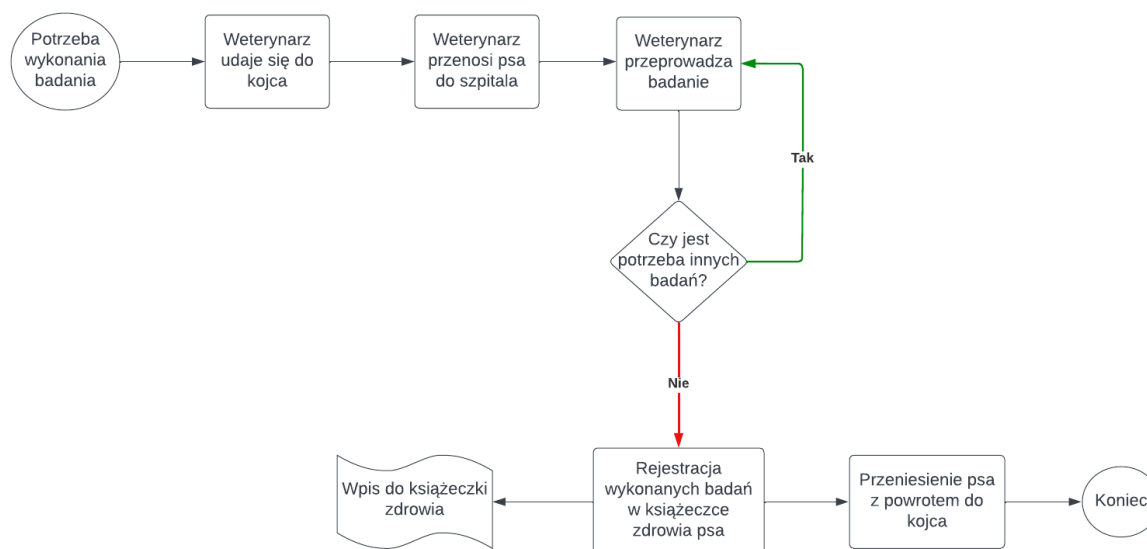 Potrzeba
wykonania
badania
Weterynarz
udaje się do
kojca
Weterynarz
przenosi psa
do szpitala
Weterynarz
przeprowadza
badanie
Tak
Czy jest
potrzeba innych
badań?
Nie
Wpis do książeczki
zdrowia
Rejestracja
wykonanych badań
w książeczce
zdrowia psa
Przeniesienie psa
z powrotem do
kojca
Koniec